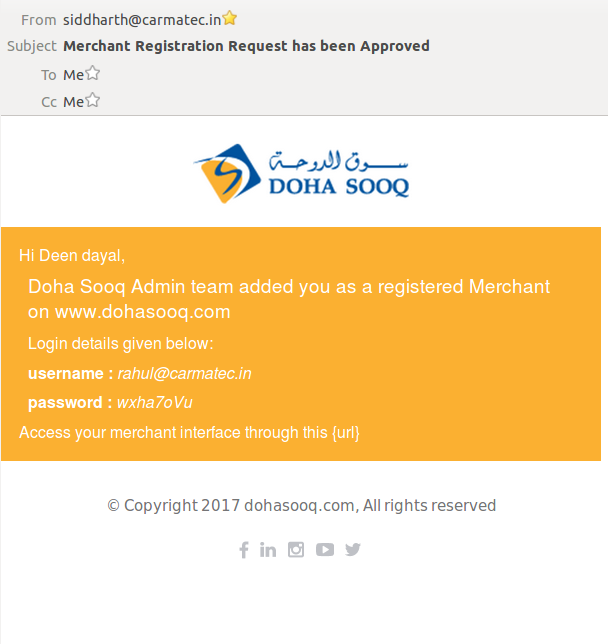 From siddharth@carmatec.in
Subject Merchant Registration Request has been Approved
To Me
Cc Me
سوق الدوحة
DOHA SOOQ
Hi Deen dayal,
Doha Sooq Admin team added you as a registered Merchant
on www.dohasooq.com
Login details given below:
username : rahul@carmatec.in
password : wxha7oVu
Access your merchant interface through this {url}
© Copyright 2017 dohasooq.com, All rights reserved